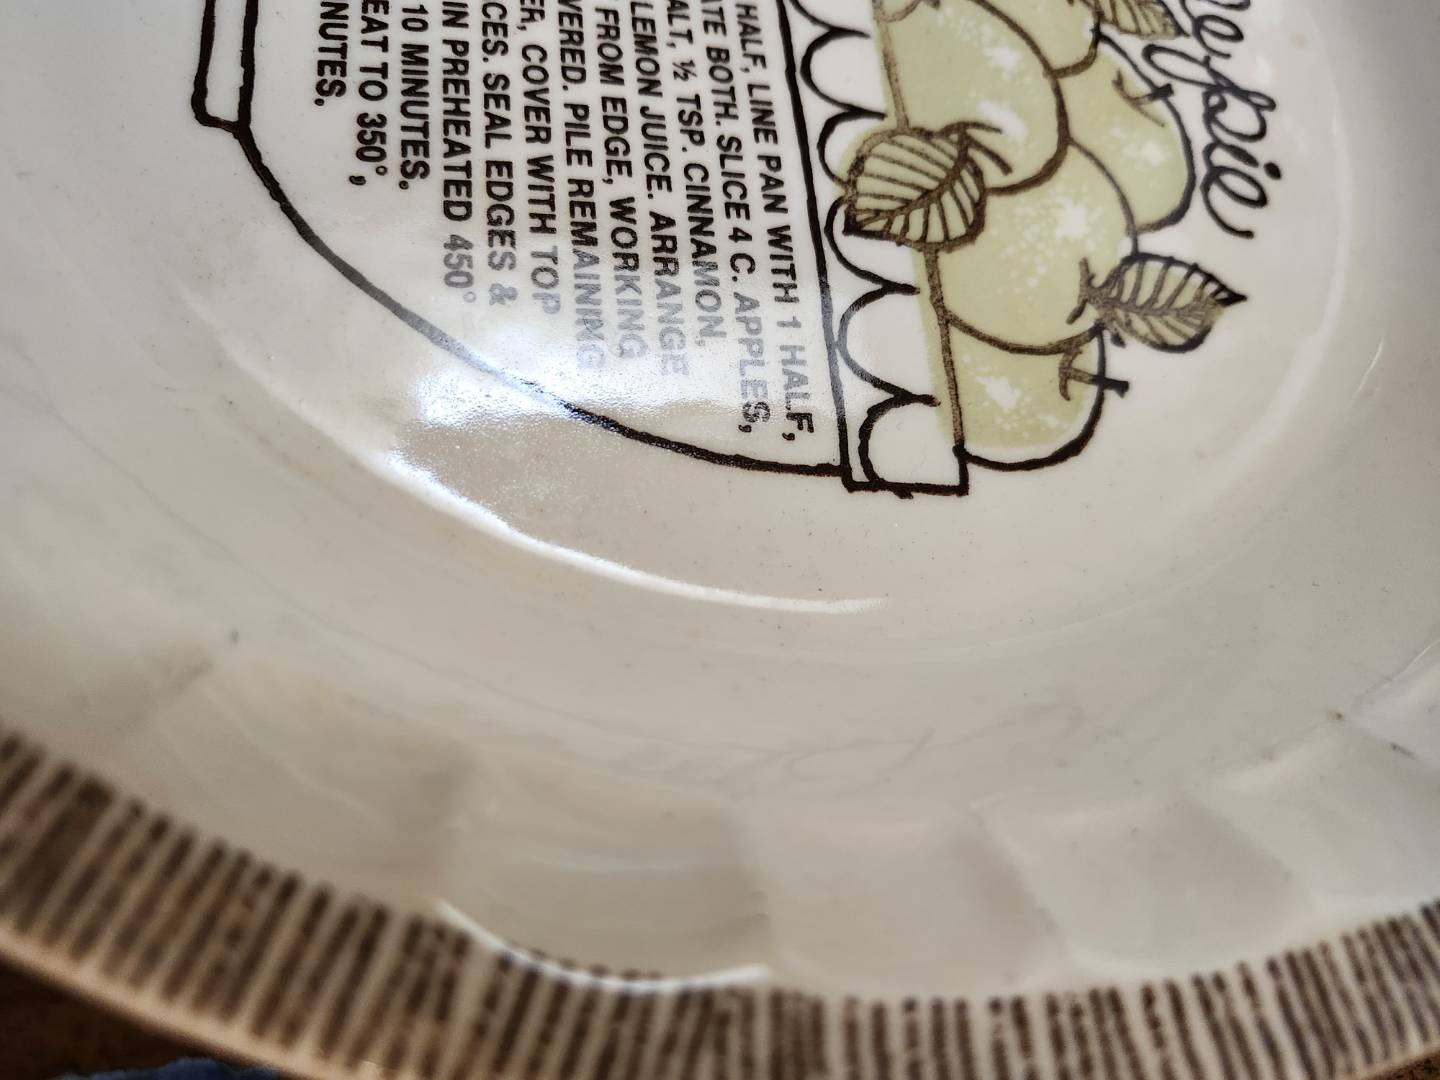 e pie
HALF, LINE PAN WITH 1 HALF,
ATE BOTH. SLICE 4 C. APPLES,
ALT, ½ TSP. CINNAMON,
LEMON JUICE. ARRANGE
FROM EDGE, WORKING
VERED. PILE REMAINING
ER, COVER WITH TOP
CES. SEAL EDGES &
IN PREHEATED 450°
10 MINUTES.
EAT TO 350°,
NUTES.